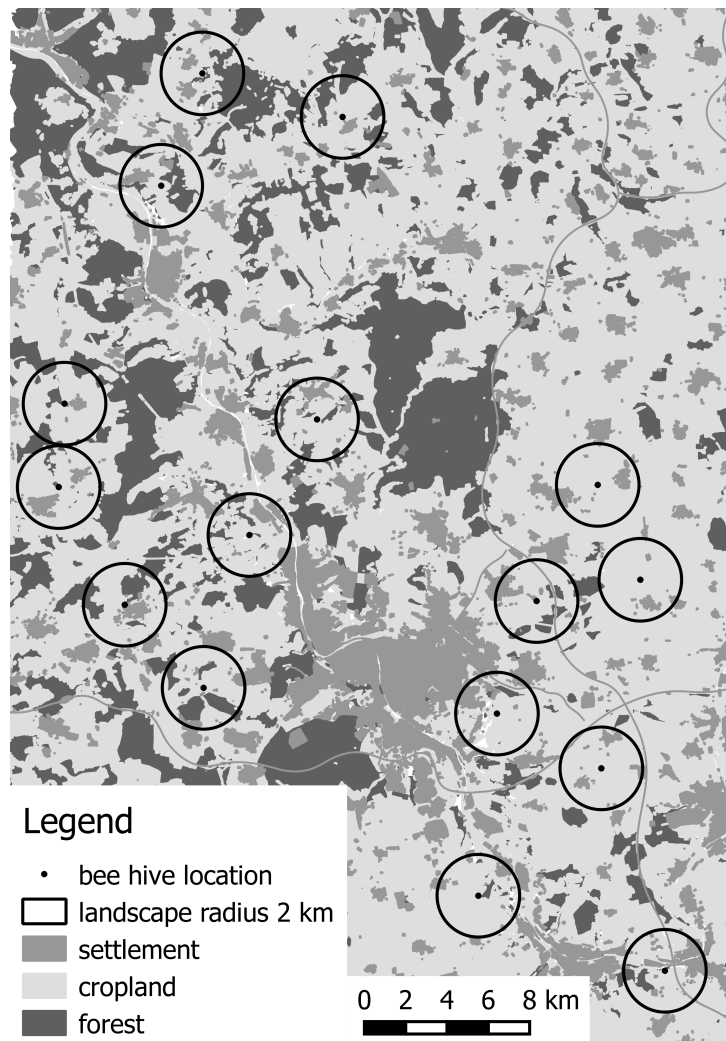 Legend
bee hive location
landscape radius 2 km
settlement
cropland
forest
0 2 4 6 8 km